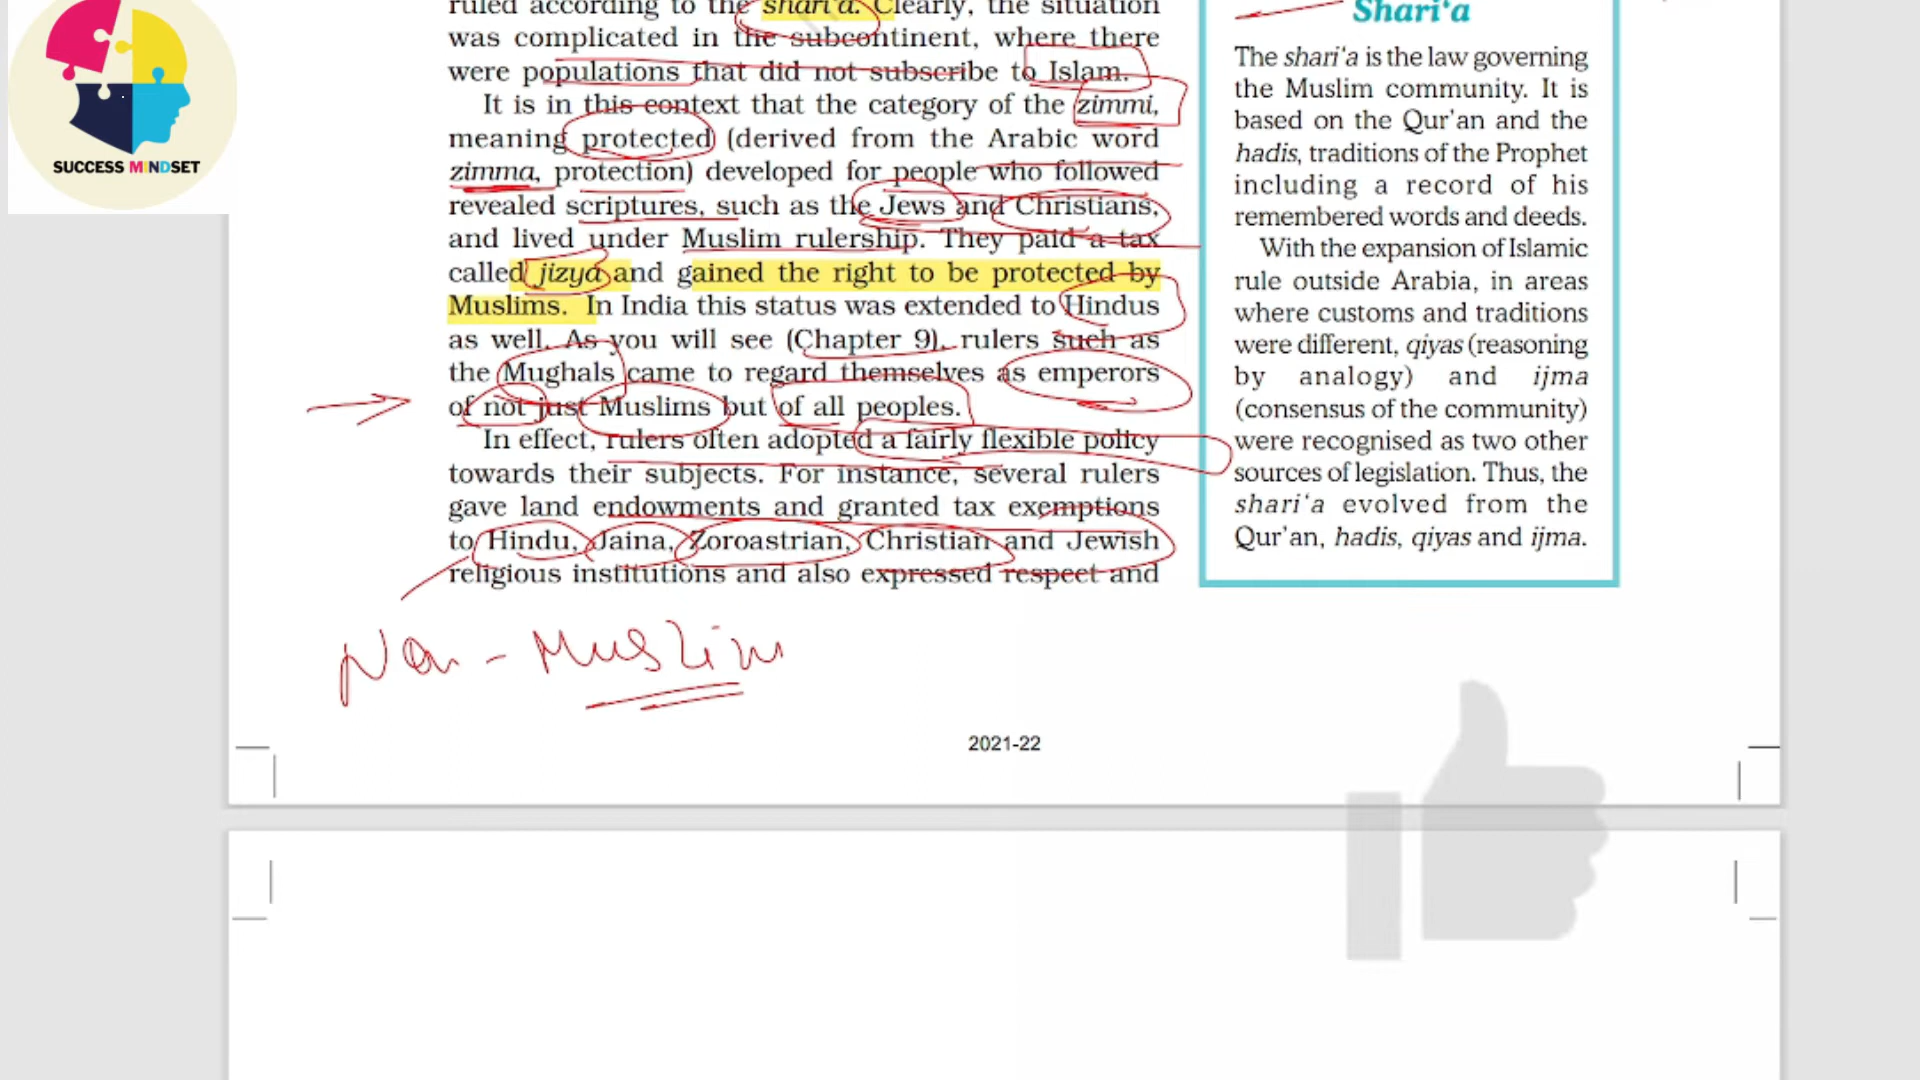 SUCCESS MINDSET
ruled according to the shari‘a. Clearly, the situation
was complicated in the subcontinent, where there
were populations that did not subscribe to Islam.
It is in this context that the category of the zimmi,
meaning protected (derived from the Arabic word
zimma, protection) developed for people who followed
revealed scriptures, such as the Jews and Christians,
and lived under Muslim rulership. They paid a tax
called jizya and gained the right to be protected by
Muslims. In India this status was extended to Hindus
as well. As you will see (Chapter 9), rulers such as
the Mughals came to regard themselves as emperors
of not just Muslims but of all peoples.
In effect, rulers often adopted a fairly flexible policy
towards their subjects. For instance, several rulers
gave land endowments and granted tax exemptions
to Hindu, Jaina, Zoroastrian, Christian and Jewish
religious institutions and also expressed respect and
Non-Muslim
Shari‘a
The shari‘a is the law governing
the Muslim community. It is
based on the Qur’an and the
hadis, traditions of the Prophet
including a record of his
remembered words and deeds.
With the expansion of Islamic
rule outside Arabia, in areas
where customs and traditions
were different, qiyas (reasoning
by analogy) and ijma
(consensus of the community)
were recognised as two other
sources of legislation. Thus, the
shari‘a evolved from the
Qur’an, hadis, qiyas and ijma.
2021-22